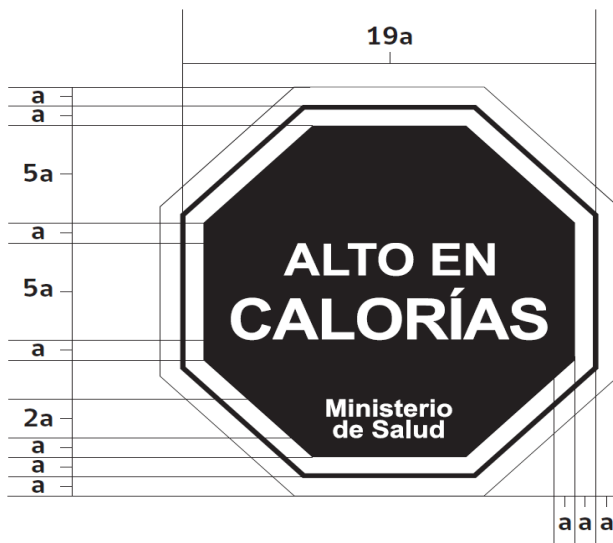 19a
a
a
5a
a
5a
a
2a
a
a
a
ALTO EN
CALORÍAS
Ministerio
de Salud
a a a